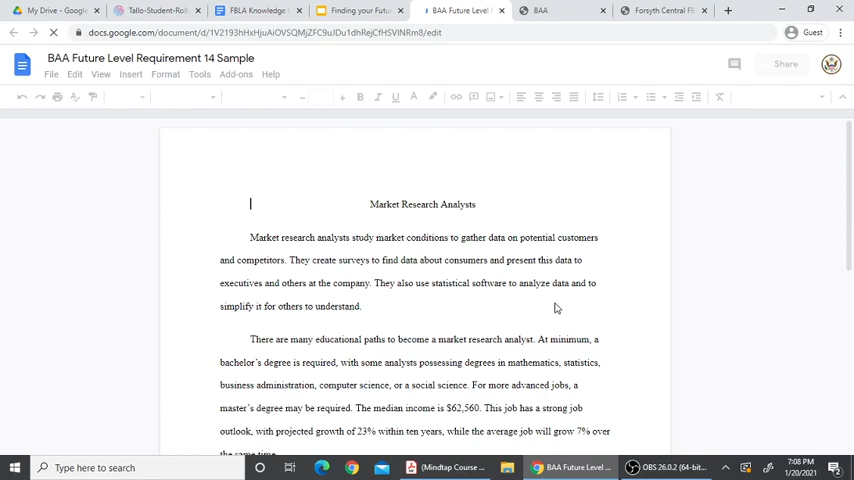 My Drive - Google
Tallo-Student-Roll
FBLA Knowledge C
Finding your Futu
BAA Future Level
BAA
Forsyth Central FB
docs.google.com/document/d/1V2193hHxHjuAiOVSQMjZFC9uJDu1dhRejCfHSVINRm8/edit
Guest
BAA Future Level Requirement 14 Sample
File Edit View Insert Format Tools Add-ons Help
Share
Market Research Analysts
Market research analysts study market conditions to gather data on potential customers
and competitors. They create surveys to find data about consumers and present this data to
executives and others at the company. They also use statistical software to analyze data and to
simplify it for others to understand.
There are many educational paths to become a market research analyst. At minimum, a
bachelor's degree is required, with some analysts possessing degrees in mathematics, statistics,
business administration, computer science, or a social science. For more advanced jobs, a
master's degree may be required. The median income is $62,560. This job has a strong job
outlook, with projected growth of 23% within ten years, while the average job will grow 7% over
the same time.
Type here to search
(Mindtap Course ...
BAA Future Level ...
OBS 26.0.2 (64-bit...
7:08 PM
1/20/2021
2